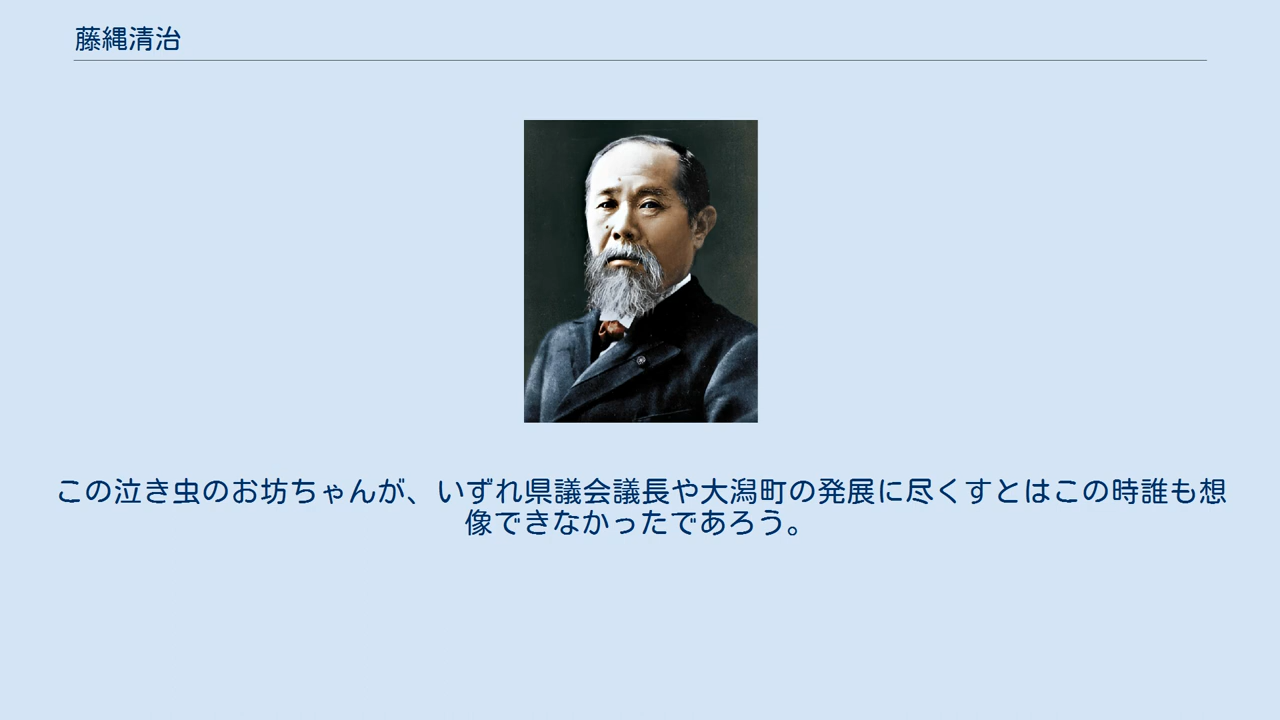 藤縄清治
この泣き虫のお坊ちゃんが、いずれ県議会議長や大潟町の発展に尽くすとはこの時誰も想
像できなかったであろう。